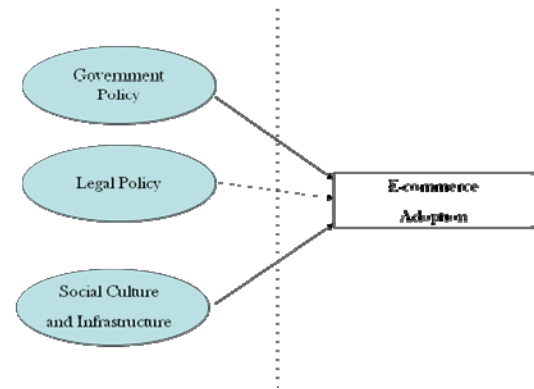 Government
Policy
Legal Policy
E-commerce
Adoption
Social Culture
and Infrastructure